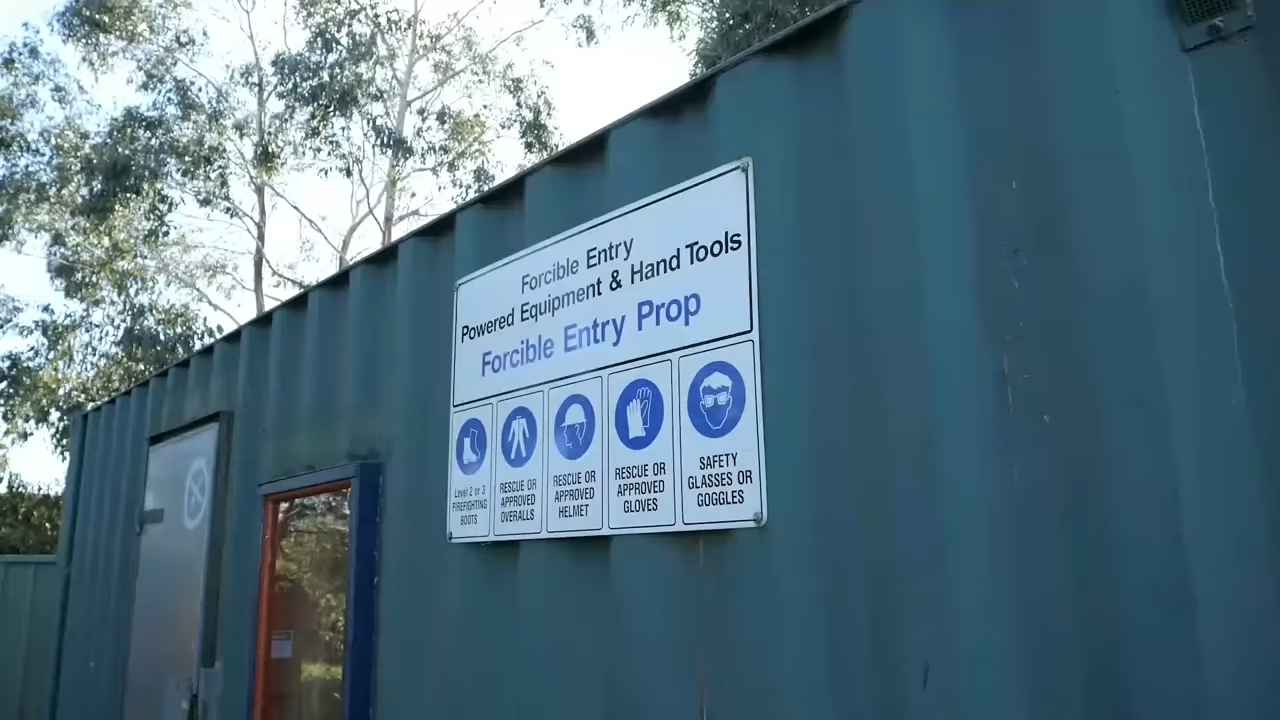 Forcible Entry
Powered Equipment & Hand Tools
Forcible Entry Prop
Level 2 or 3
FIREFIGHTING
BOOTS
RESCUE OR
APPROVED
OVERALLS
RESCUE OR
APPROVED
HELMET
RESCUE OR
APPROVED
GLOVES
SAFETY
GLASSES OR
GOGGLES